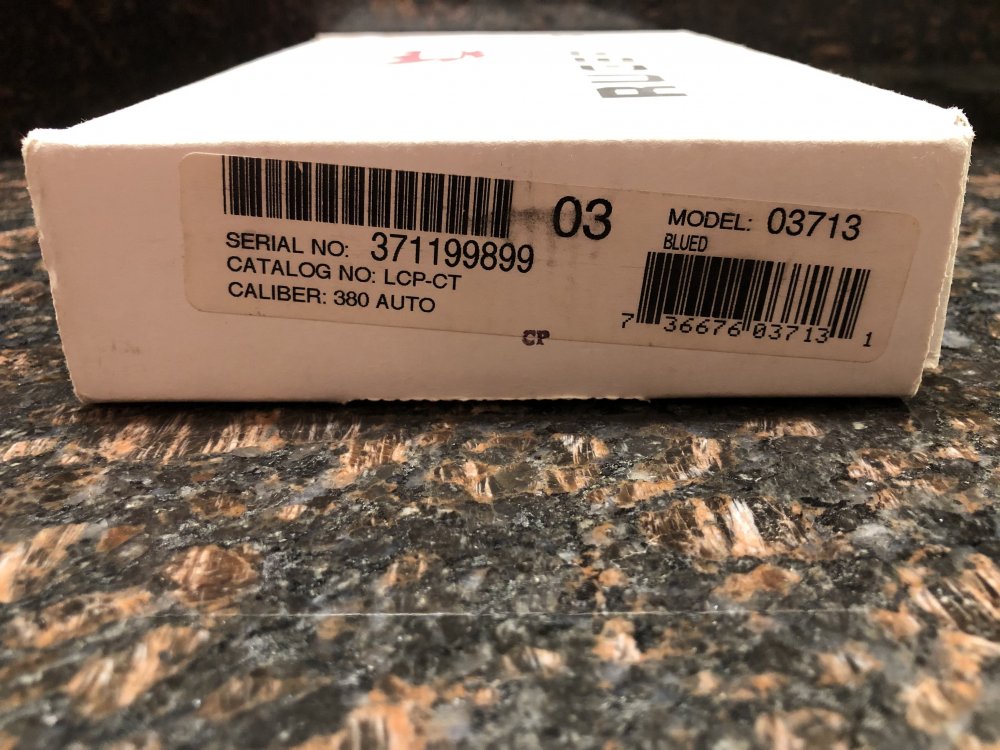 RUGER
03
MODEL: 03713
BLUED
SERIAL NO: 371199899
CATALOG NO: LCP-CT
CALIBER: 380 AUTO
7 36676 03713 1
CP